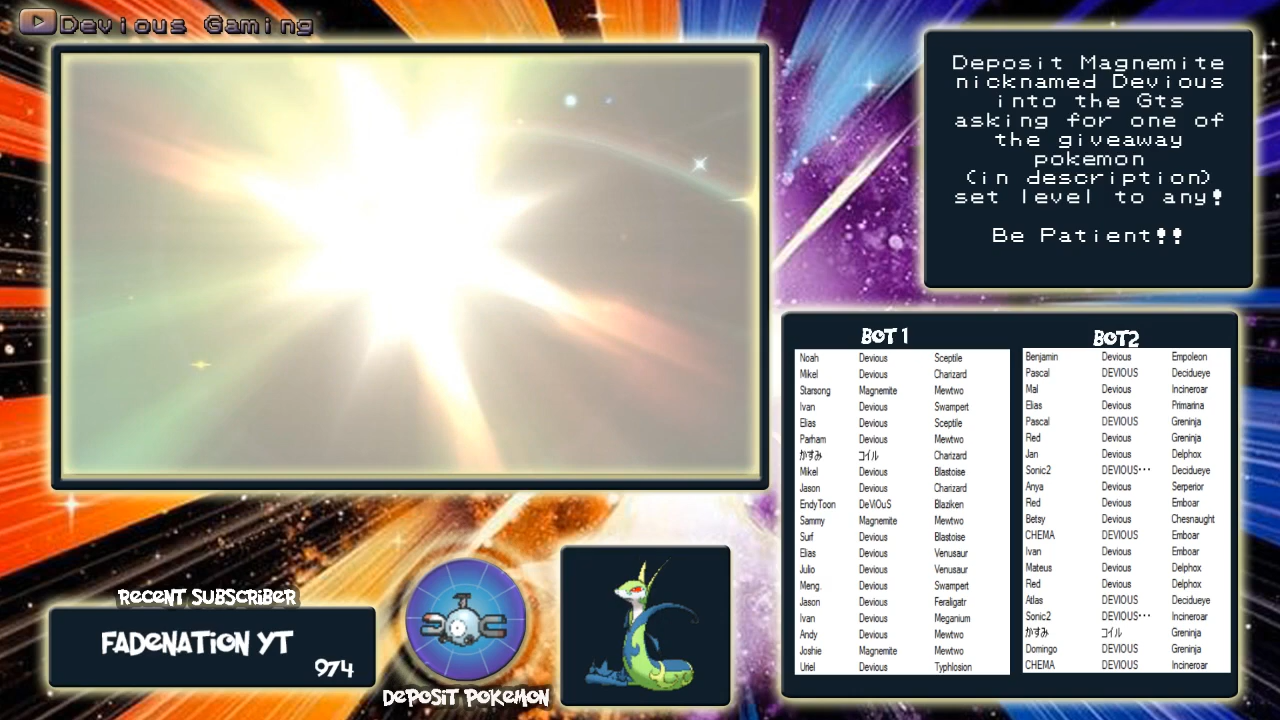 Devious Gaming
Deposit Magnemite
nicknamed Devious
into the Gts
asking for one of
the giveaway
pokemon
(in description)
set level to any!
Be Patient!!
BOT 1
Noah Devious Sceptile
Mikel Devious Charizard
Starsong Magnemite Mewtwo
Ivan Devious Swampert
Elias Devious Sceptile
Parham Devious Mewtwo
かすみ コイル Charizard
Mikel Devious Blastoise
Jason Devious Charizard
EndyToon DeVIOuS Blaziken
Sammy Magnemite Mewtwo
Surf Devious Blastoise
Elias Devious Venusaur
Julio Devious Venusaur
Meng. Devious Swampert
Jason Devious Feraligatr
Ivan Devious Meganium
Andy Devious Mewtwo
Joshie Magnemite Mewtwo
Uriel Devious Typhlosion
BOT2
Benjamin Devious Empoleon
Pascal DEVIOUS Decidueye
Mal Devious Incineroar
Elias Devious Primarina
Pascal DEVIOUS Greninja
Red Devious Greninja
Jan Devious Delphox
Sonic2 DEVIOUS··· Decidueye
Anya Devious Serperior
Red Devious Emboar
Betsy Devious Chesnaught
CHEMA DEVIOUS Emboar
Ivan Devious Emboar
Mateus Devious Delphox
Red Devious Delphox
Atlas DEVIOUS Decidueye
Sonic2 DEVIOUS··· Incineroar
かすみ コイル Greninja
Domingo DEVIOUS Greninja
CHEMA DEVIOUS Incineroar
RECENT SUBSCRIBER
FADENATION YT
974
DEPOSIT POKEMON